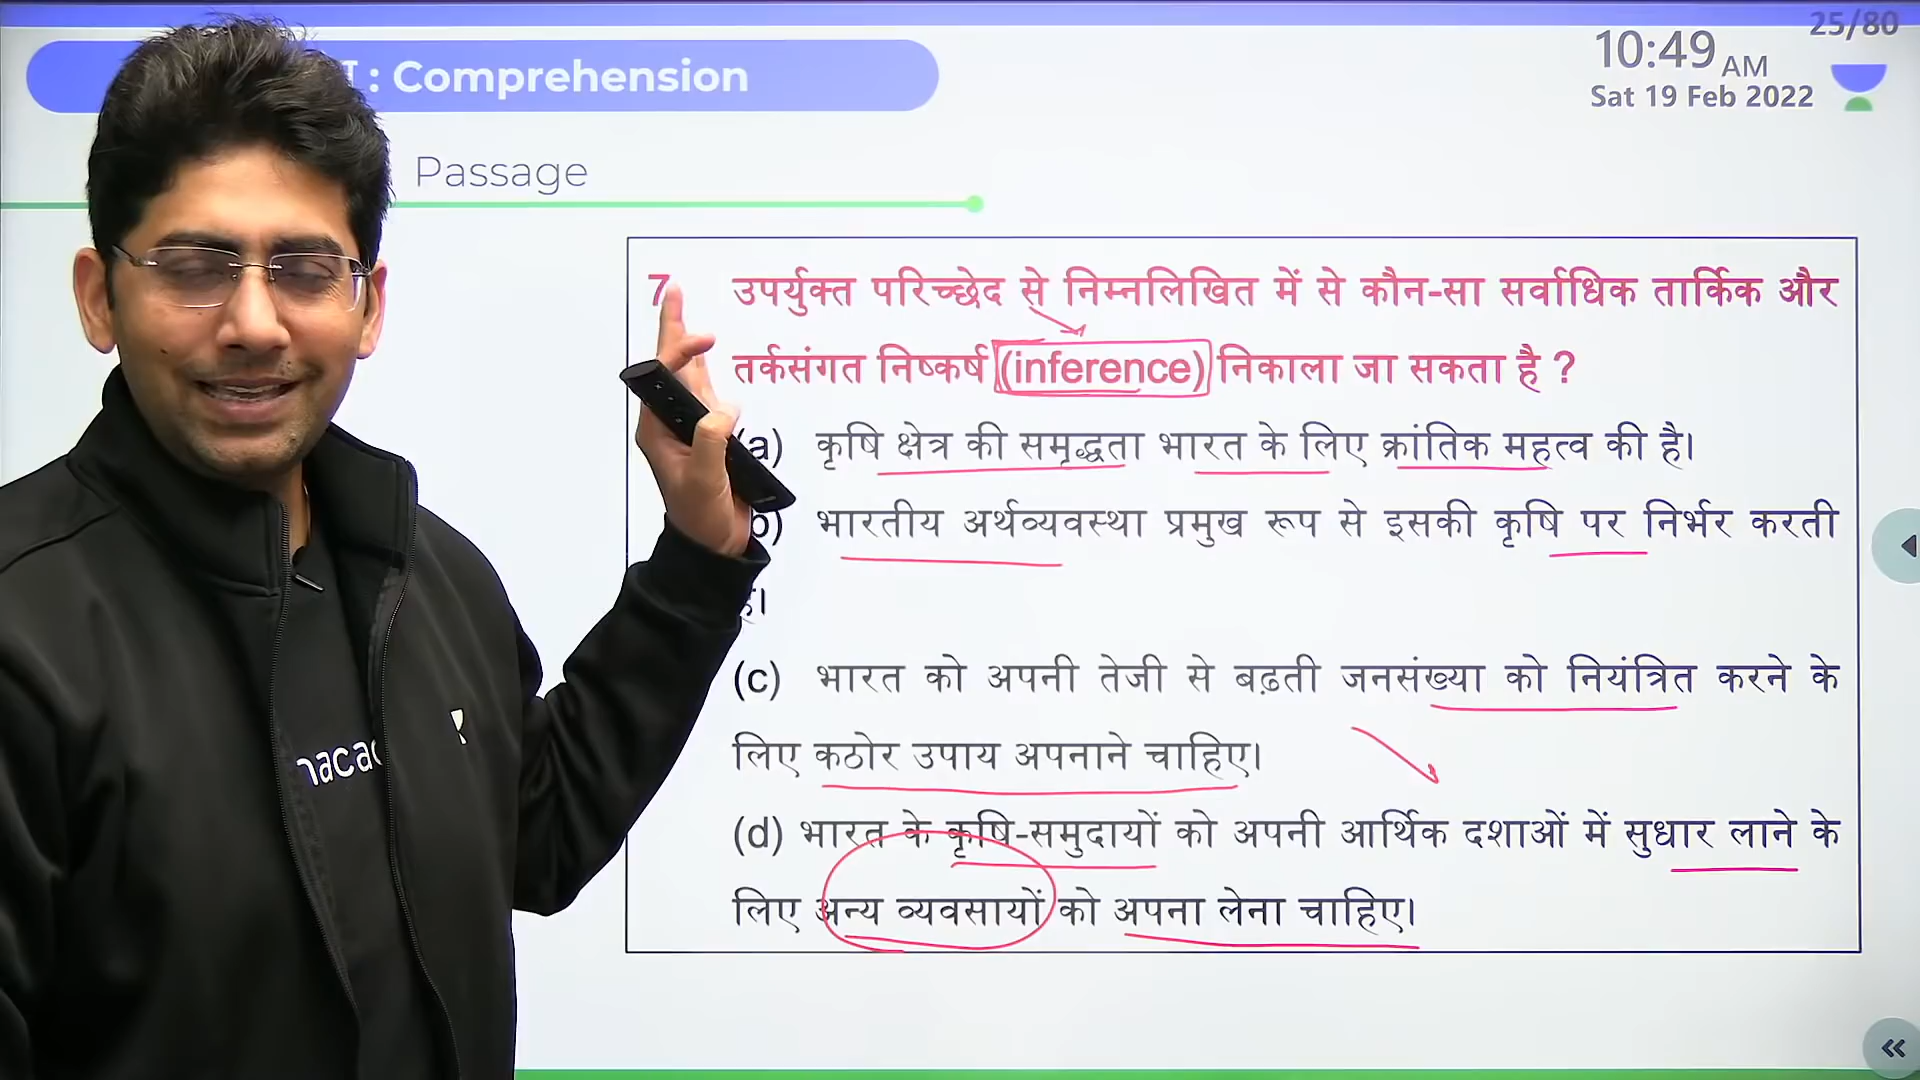 25/80
10:49 AM
: Comprehension
Sat 19 Feb 2022
Passage
7. उपर्युक्त परिच्छेद से निम्नलिखित में से कौन-सा सर्वाधिक तार्किक और
तर्कसंगत निष्कर्ष (inference) निकाला जा सकता है ?
(a) कृषि क्षेत्र की समृद्धता भारत के लिए क्रांतिक महत्व की है।
(b) भारतीय अर्थव्यवस्था प्रमुख रूप से इसकी कृषि पर निर्भर करती
है।
(c) भारत को अपनी तेजी से बढ़ती जनसंख्या को नियंत्रित करने के
लिए कठोर उपाय अपनाने चाहिए।
(d) भारत के कृषि-समुदायों को अपनी आर्थिक दशाओं में सुधार लाने के
लिए अन्य व्यवसायों को अपना लेना चाहिए।